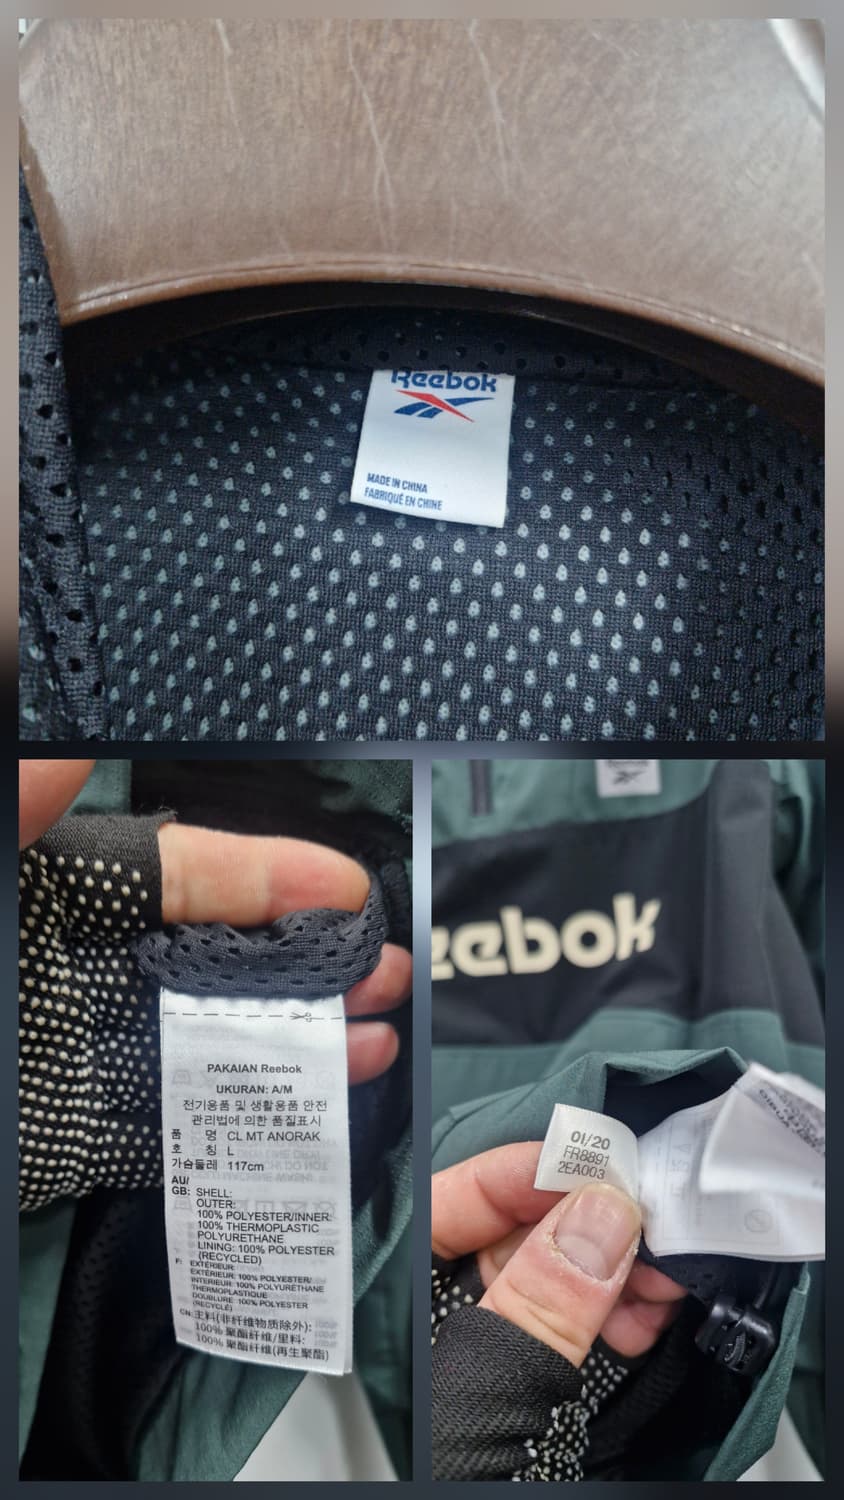 Reebok
MADE IN CHINA
FABRIQUÉ EN CHINE
PAKAIAN Reebok
UKURAN: A/M
전기용품 및 생활용품 안전
관리법에 의한 품질표시
품 명 CL MT ANORAK
호 칭 L
가슴둘레 117cm
AU/
GB: SHELL:
OUTER:
100% POLYESTER/INNER:
100% THERMOPLASTIC
POLYURETHANE
LINING: 100% POLYESTER
(RECYCLED)
F: EXTÉRIEUR:
EXTÉRIEUR: 100% POLYESTER/
INTERIEUR: 100% POLYURÉTHANE
THERMOPLASTIQUE
DOUBLURE: 100% POLYESTER
(RECYCLÉ)
CN: 主料(非纤维物质除外):
100% 聚酯纤维/里料:
100% 聚酯纤维(再生聚酯)
eebok
01/20
FR8891
2EA003